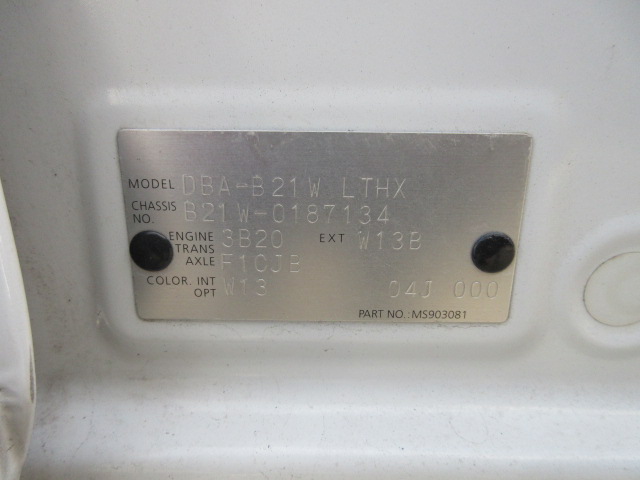 MODEL DBA-B21W LTHX
CHASSIS NO. B21W-0187134
ENGINE 3B20 EXT W13B
TRANS AXLE F1CJB
COLOR. INT W13
OPT 04J 000
PART NO.: MS903081